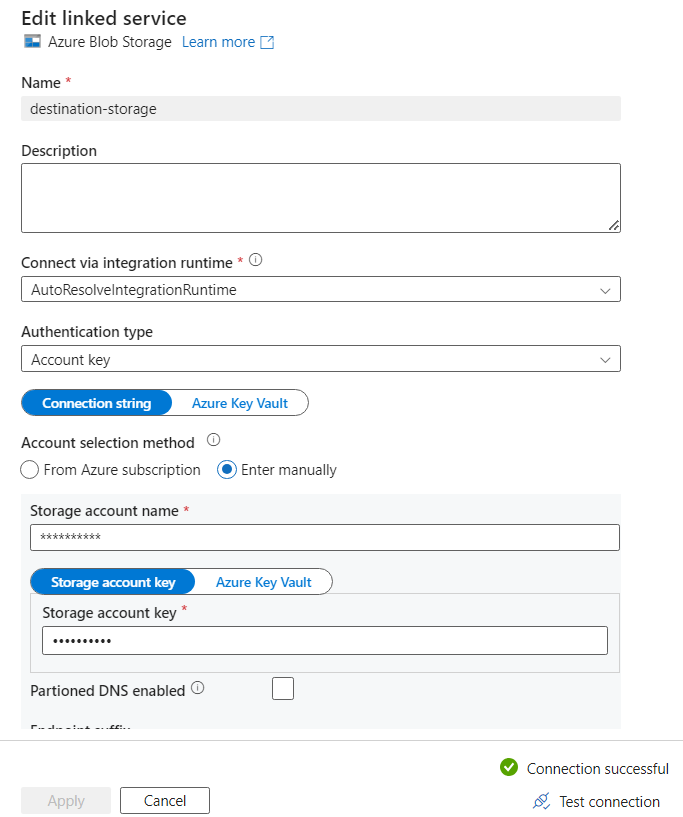 Edit linked service
Azure Blob Storage Learn more
Name *
destination-storage
Description
Connect via integration runtime *
AutoResolveIntegrationRuntime
Authentication type
Account key
Connection string Azure Key Vault
Account selection method
From Azure subscription Enter manually
Storage account name *
**********
Storage account key Azure Key Vault
Storage account key *
••••••••••
Partioned DNS enabled
Endpoint suffix
Connection successful
Apply Cancel Test connection